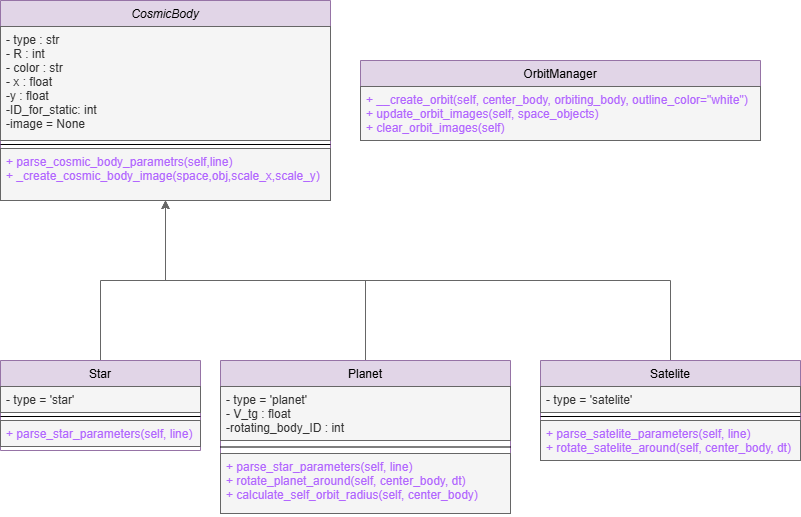 CosmicBody
- type : str
- R : int
- color : str
- x : float
-y : float
-ID_for_static: int
-image = None
+ parse_cosmic_body_parametrs(self,line)
+ _create_cosmic_body_image(space,obj,scale_x,scale_y)
OrbitManager
+ __create_orbit(self, center_body, orbiting_body, outline_color="white")
+ update_orbit_images(self, space_objects)
+ clear_orbit_images(self)
Star
- type = 'star'
+ parse_star_parameters(self, line)
Planet
- type = 'planet'
- V_tg : float
-rotating_body_ID : int
+ parse_star_parameters(self, line)
+ rotate_planet_around(self, center_body, dt)
+ calculate_self_orbit_radius(self, center_body)
Satelite
- type = 'satelite'
+ parse_satelite_parameters(self, line)
+ rotate_satelite_around(self, center_body, dt)